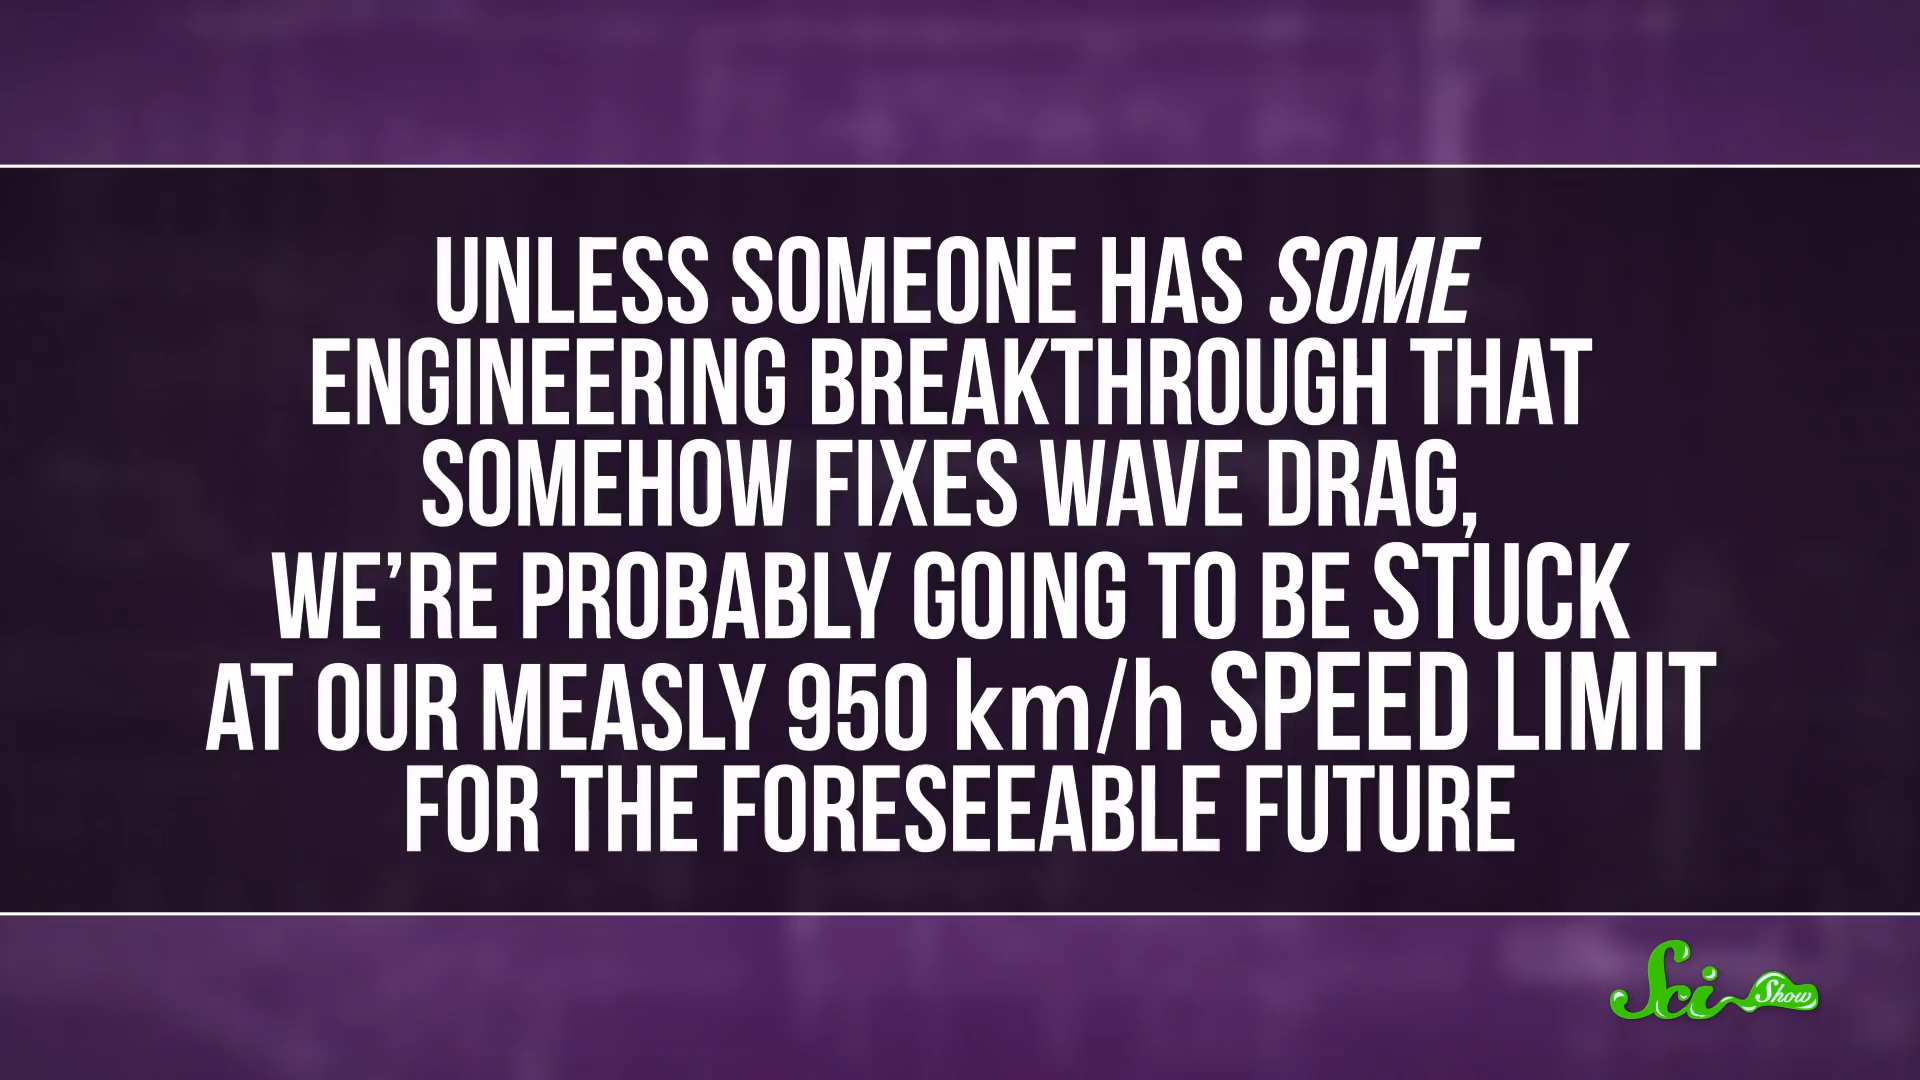 UNLESS SOMEONE HAS SOME
ENGINEERING BREAKTHROUGH THAT
SOMEHOW FIXES WAVE DRAG,
WE'RE PROBABLY GOING TO BE STUCK
AT OUR MEASLY 950 km/h SPEED LIMIT
FOR THE FORESEEABLE FUTURE
Sci Show